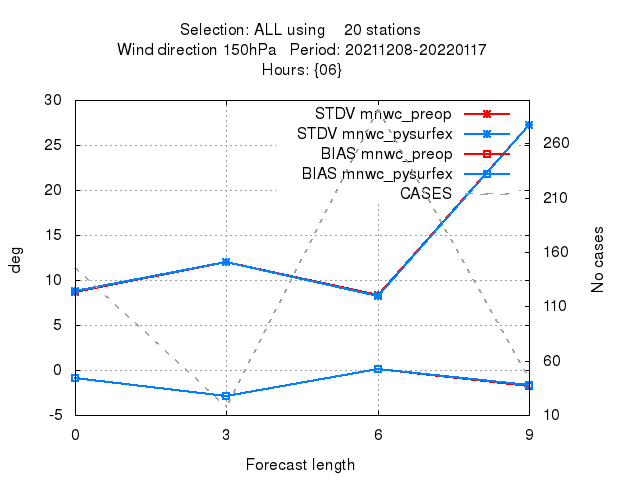 Selection: ALL using 20 stations
Wind direction 150hPa Period: 20211208-20220117
Hours: {06}
STDV mnwc_preop
STDV mnwc_pysurfex
BIAS mnwc_preop
BIAS mnwc_pysurfex
CASES
30
25
20
15
10
5
0
-5
deg
260
210
160
110
60
10
No cases
0 3 6 9
Forecast length